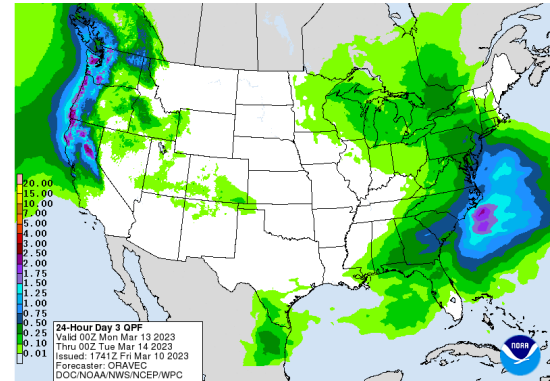 20.00
15.00
10.00
7.00
5.00
4.00
3.00
2.50
2.00
1.75
1.50
1.25
1.00
0.75
0.50
0.25
0.10
0.01
24-Hour Day 3 QPF
Valid 00Z Mon Mar 13 2023
Thru 00Z Tue Mar 14 2023
Issued: 1741Z Fri Mar 10 2023
Forecaster: ORAVEC
DOC/NOAA/NWS/NCEP/WPC
NOAA